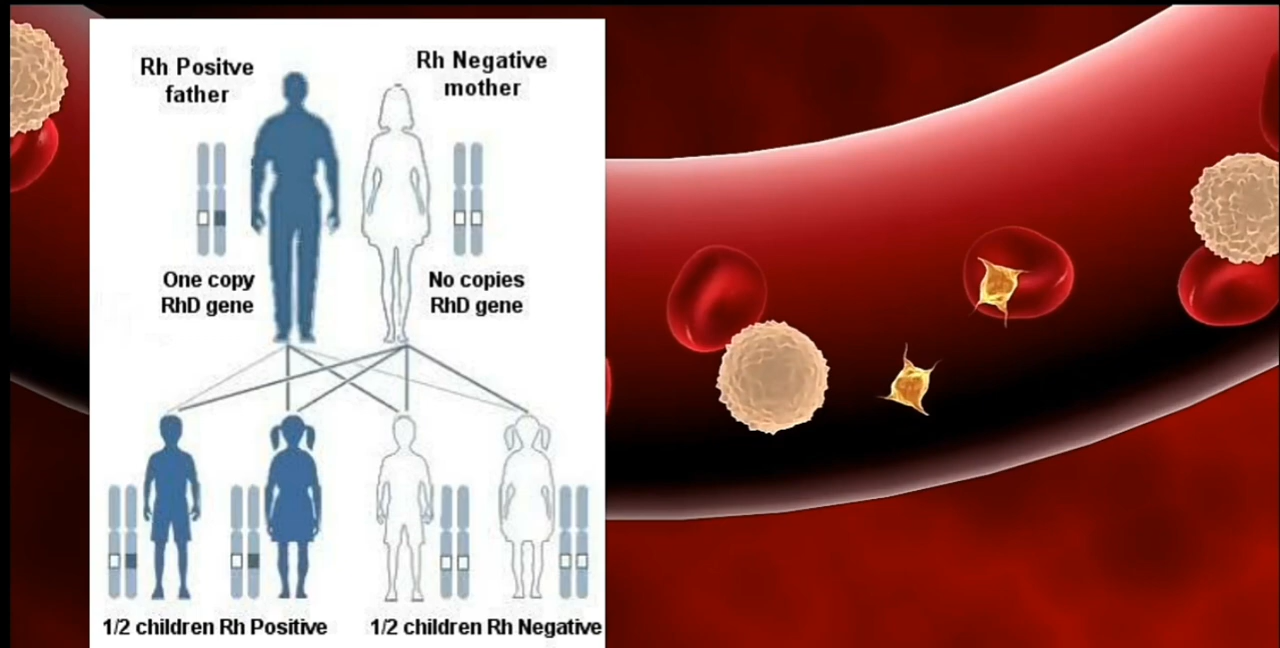 Rh Positve
father
Rh Negative
mother
One copy
RhD gene
No copies
RhD gene
1/2 children Rh Positive
1/2 children Rh Negative